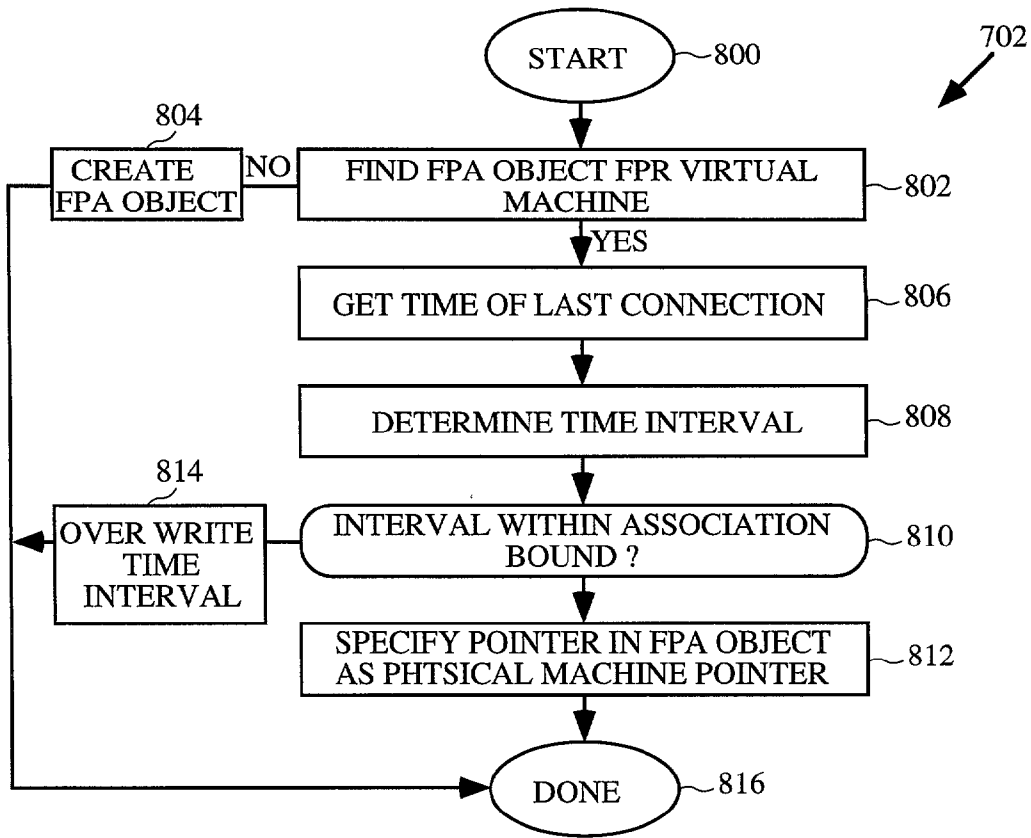 702
START
800
804
CREATE
FPA OBJECT
NO
FIND FPA OBJECT FPR VIRTUAL
MACHINE
802
YES
GET TIME OF LAST CONNECTION
806
DETERMINE TIME INTERVAL
808
814
OVER WRITE
TIME
INTERVAL
INTERVAL WITHIN ASSOCIATION
BOUND ?
810
SPECIFY POINTER IN FPA OBJECT
AS PHTSICAL MACHINE POINTER
812
DONE
816